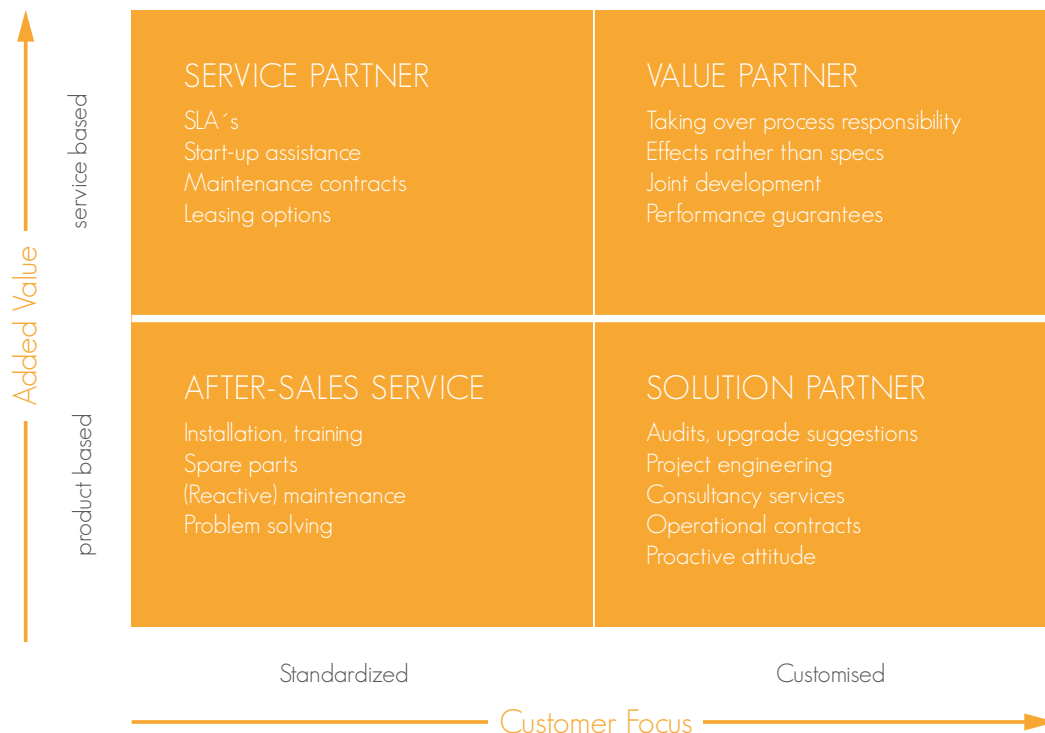 SERVICE PARTNER
SLA´s
Start-up assistance
Maintenance contracts
Leasing options
VALUE PARTNER
Taking over process responsibility
Effects rather than specs
Joint development
Performance guarantees
service based
Added Value
product based
AFTER-SALES SERVICE
Installation, training
Spare parts
(Reactive) maintenance
Problem solving
SOLUTION PARTNER
Audits, upgrade suggestions
Project engineering
Consultancy services
Operational contracts
Proactive attitude
Standardized
Customised
Customer Focus